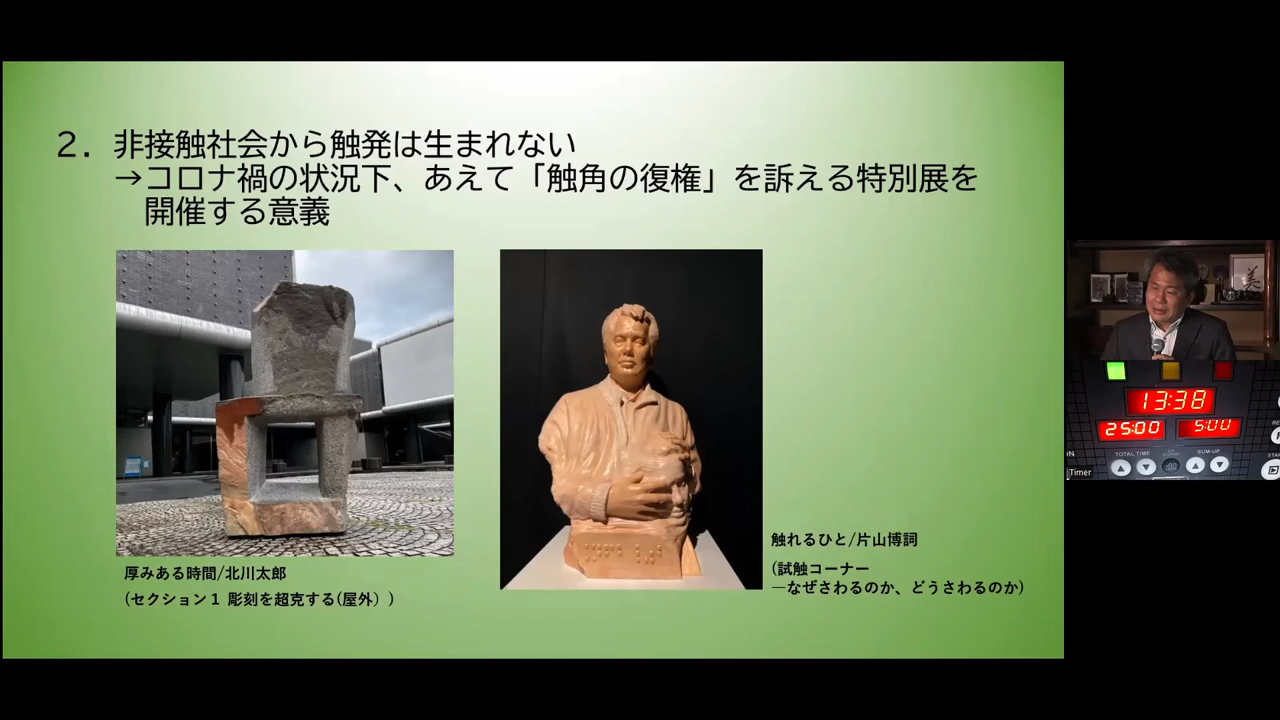 ２．非接触社会から触発は生まれない
→コロナ禍の状況下、あえて「触角の復権」を訴える特別展を
開催する意義
厚みある時間/北川太郎
(セクション１ 彫刻を超克する(屋外）)
触れるひと/片山博詞
(試触コーナー
―なぜさわるのか、どうさわるのか)
美
13:38
25:00
5:00
TOTAL TIME
SUM-UP
:00
ON
STA
Timer